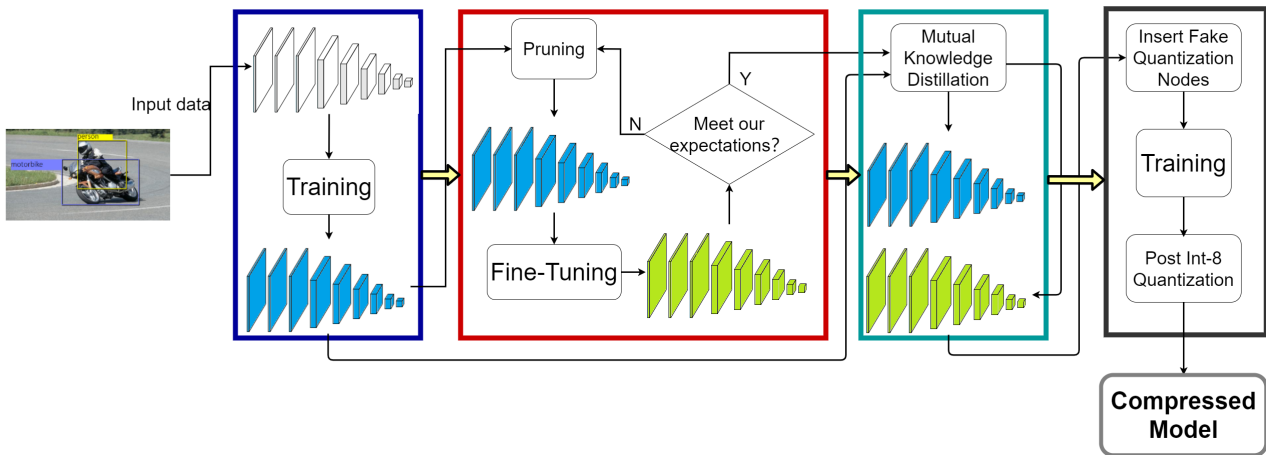 Input data
person
motorbike
Training
Pruning
Fine-Tuning
N
Y
Meet our
expectations?
Mutual
Knowledge
Distillation
Insert Fake
Quantization
Nodes
Training
Post Int-8
Quantization
Compressed
Model